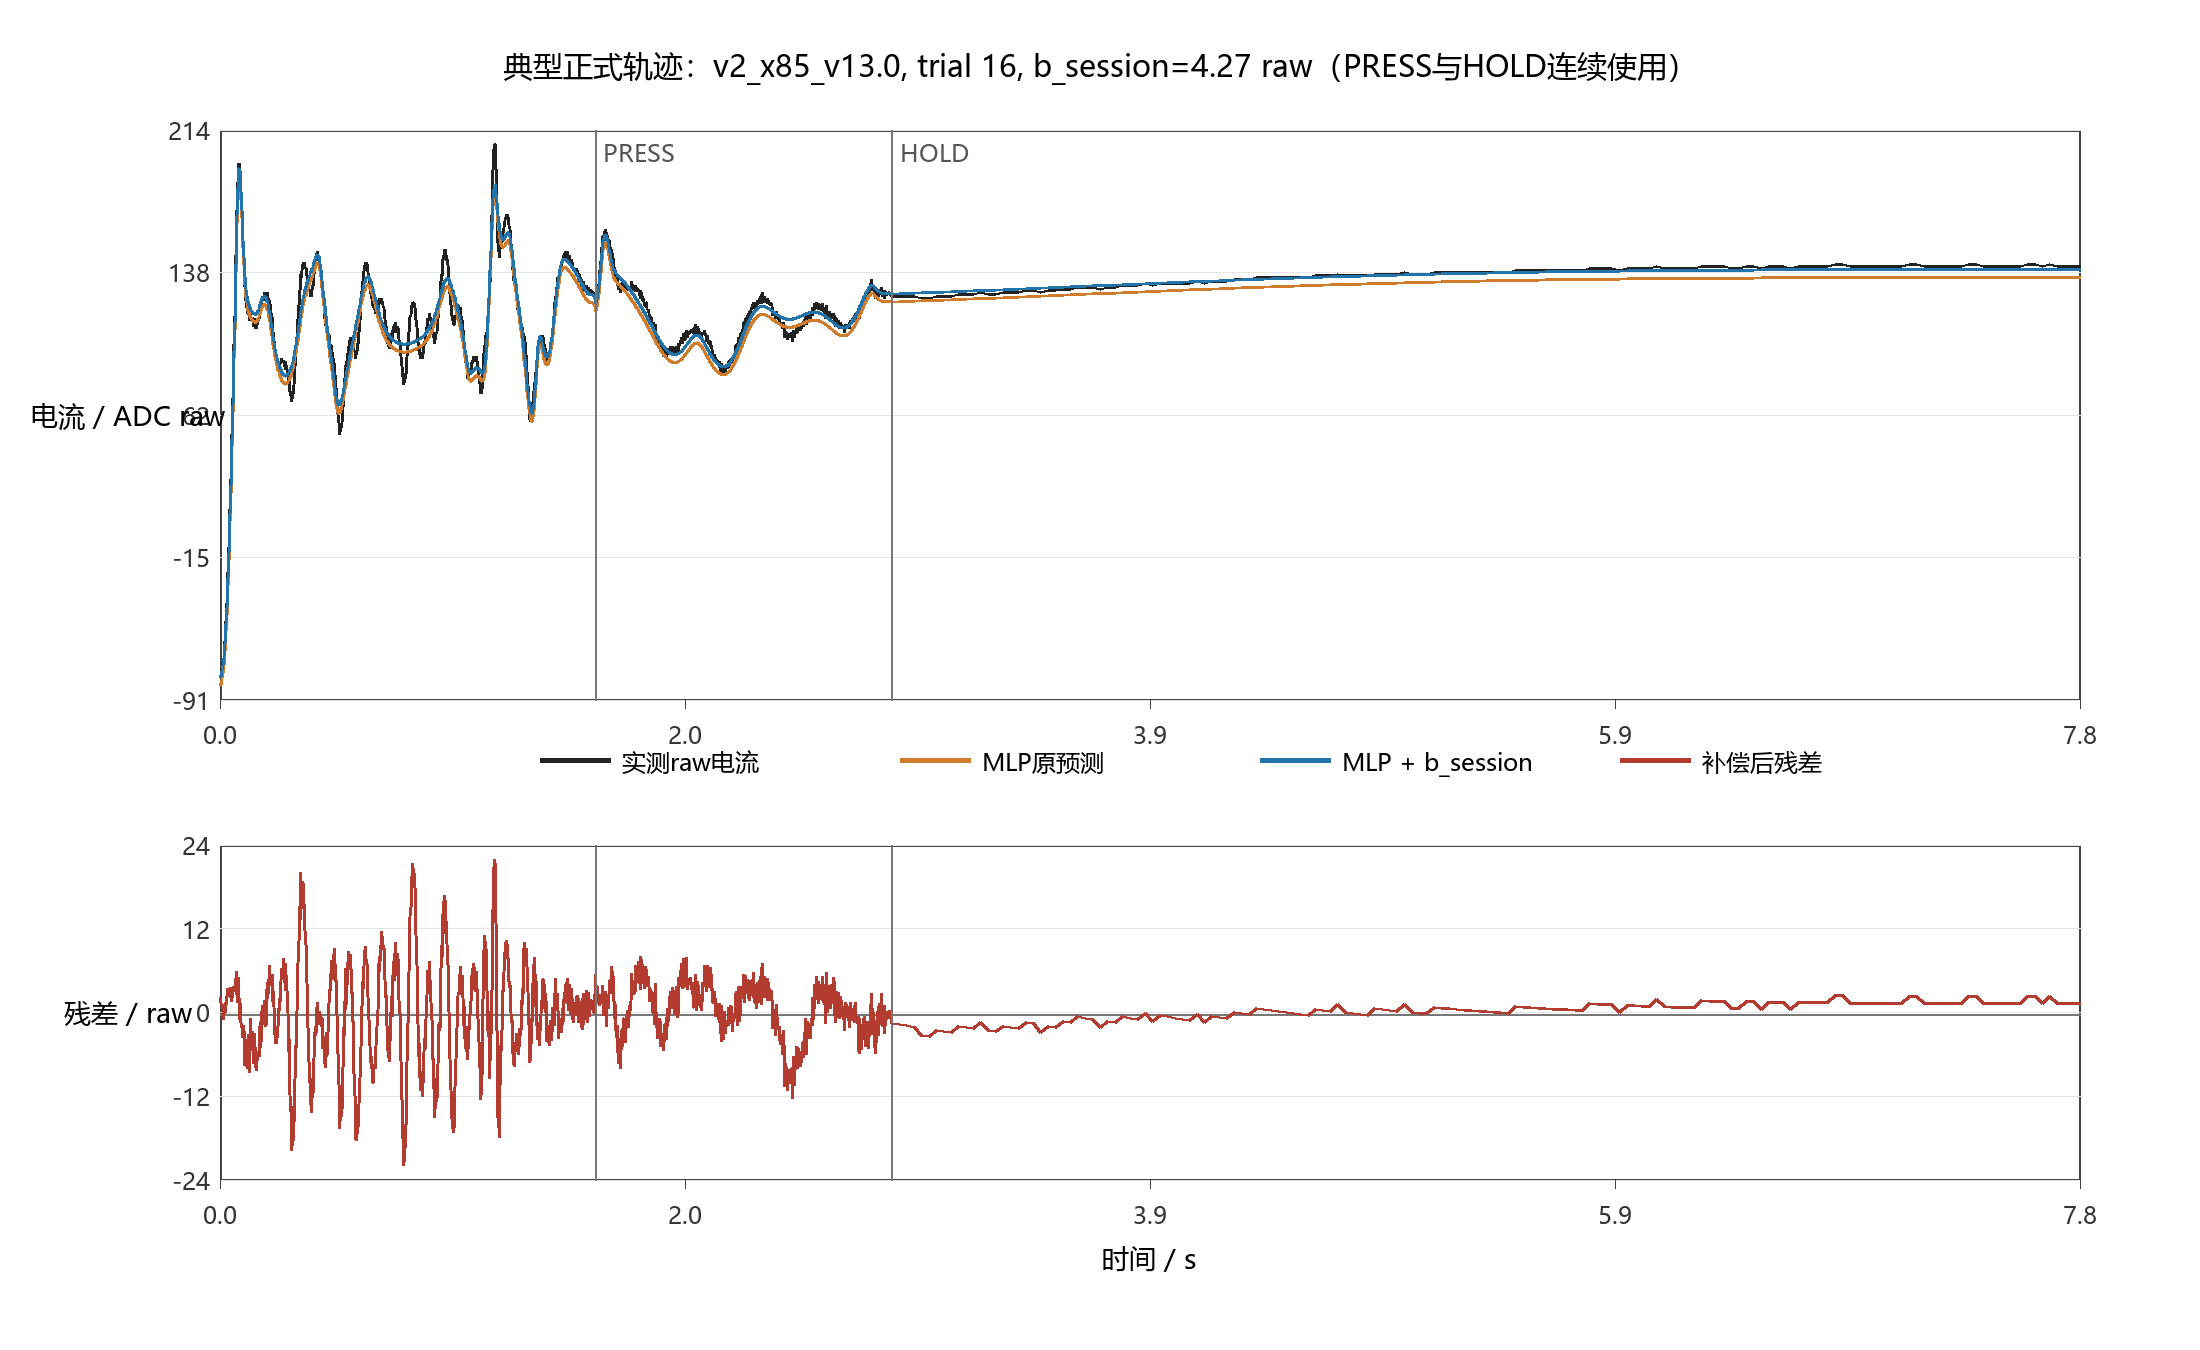 典型正式轨迹：v2_x85_v13.0, trial 16, b_session=4.27 raw（PRESS与HOLD连续使用）
214
PRESS
HOLD
138
电流 / ADC raw
62
-15
-91
0.0 2.0 3.9 5.9 7.8
实测raw电流 MLP原预测 MLP + b_session 补偿后残差
24
12
残差 / raw
0
-12
-24
0.0 2.0 3.9 5.9 7.8
时间 / s